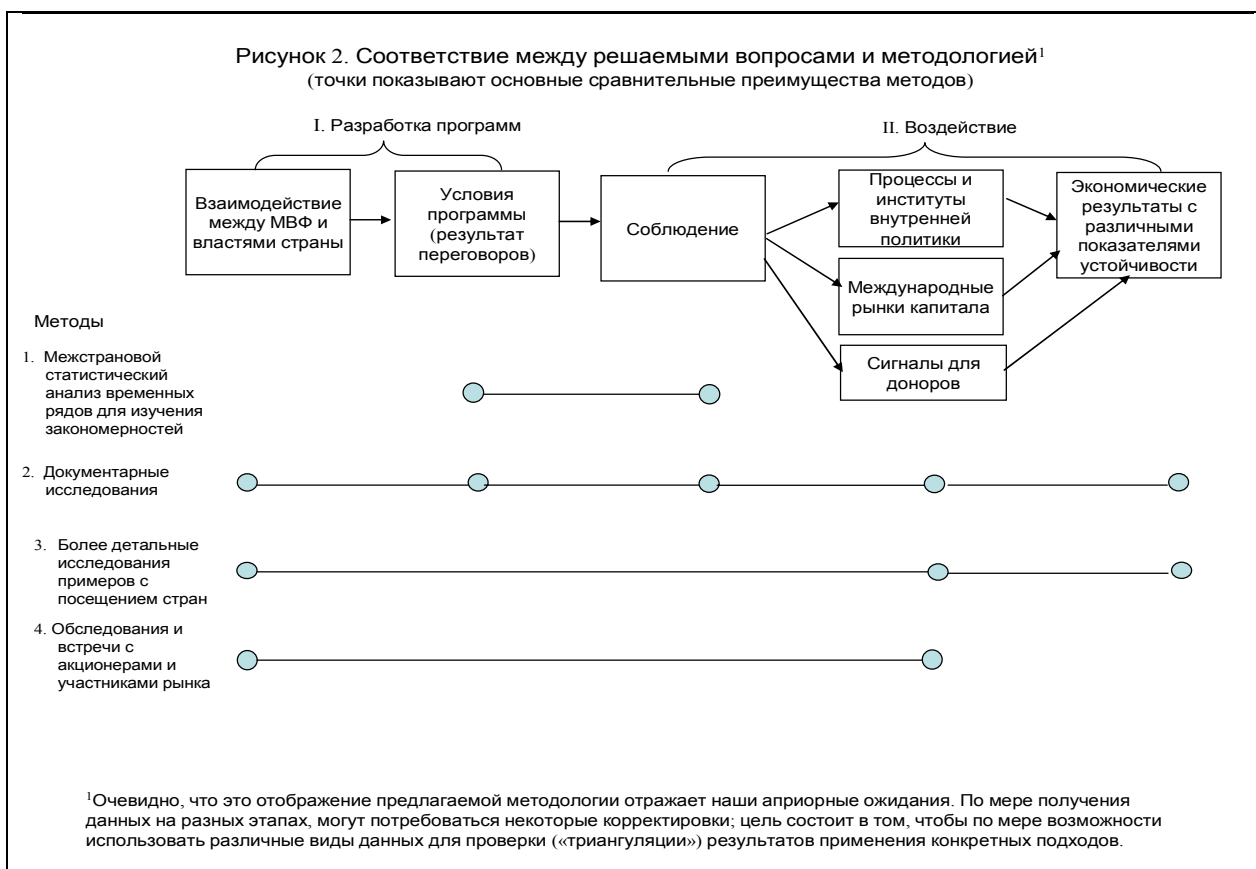 Рисунок 2. Соответствие между решаемыми вопросами и методологией¹
(точки показывают основные сравнительные преимущества методов)
I. Разработка программ
II. Воздействие
Взаимодействие
между МВФ и
властями страны
Условия
программы
(результат
переговоров)
Соблюдение
Процессы и
институты
внутренней
политики
Международные
рынки капитала
Сигналы для
доноров
Экономические
результаты с
различными
показателями
устойчивости
Методы
1. Межстрановой
статистический
анализ временных
рядов для изучения
закономерностей
2. Документарные
исследования
3. Более детальные
исследования
примеров с
посещением стран
4. Обследования и
встречи с
акционерами и
участниками рынка
¹Очевидно, что это отображение предлагаемой методологии отражает наши априорные ожидания. По мере получения
данных на разных этапах, могут потребоваться некоторые корректировки; цель состоит в том, чтобы по мере возможности
использовать различные виды данных для проверки («триангуляции») результатов применения конкретных подходов.